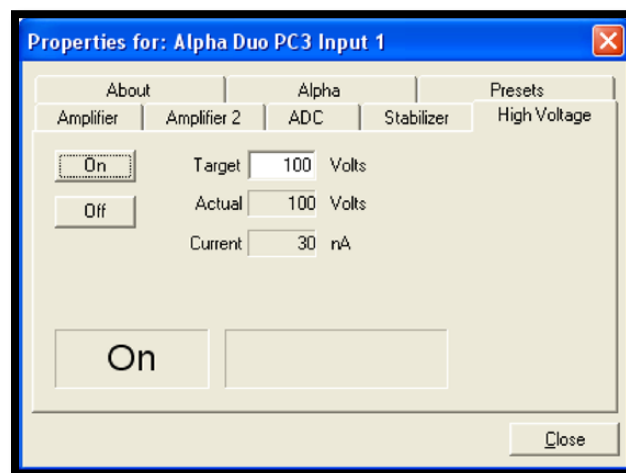 Properties for: Alpha Duo PC3 Input 1
About Alpha Presets
Amplifier Amplifier 2 ADC Stabilizer High Voltage
On Target 100 Volts
Off Actual 100 Volts
Current 30 nA
On
Close